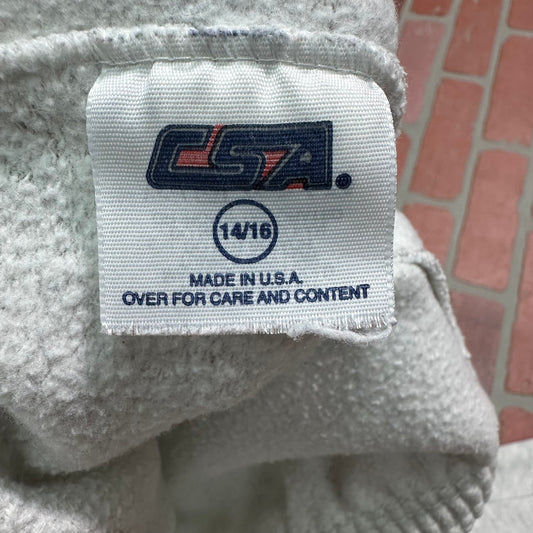 CSA.
14/16
MADE IN U.S.A.
OVER FOR CARE AND CONTENT